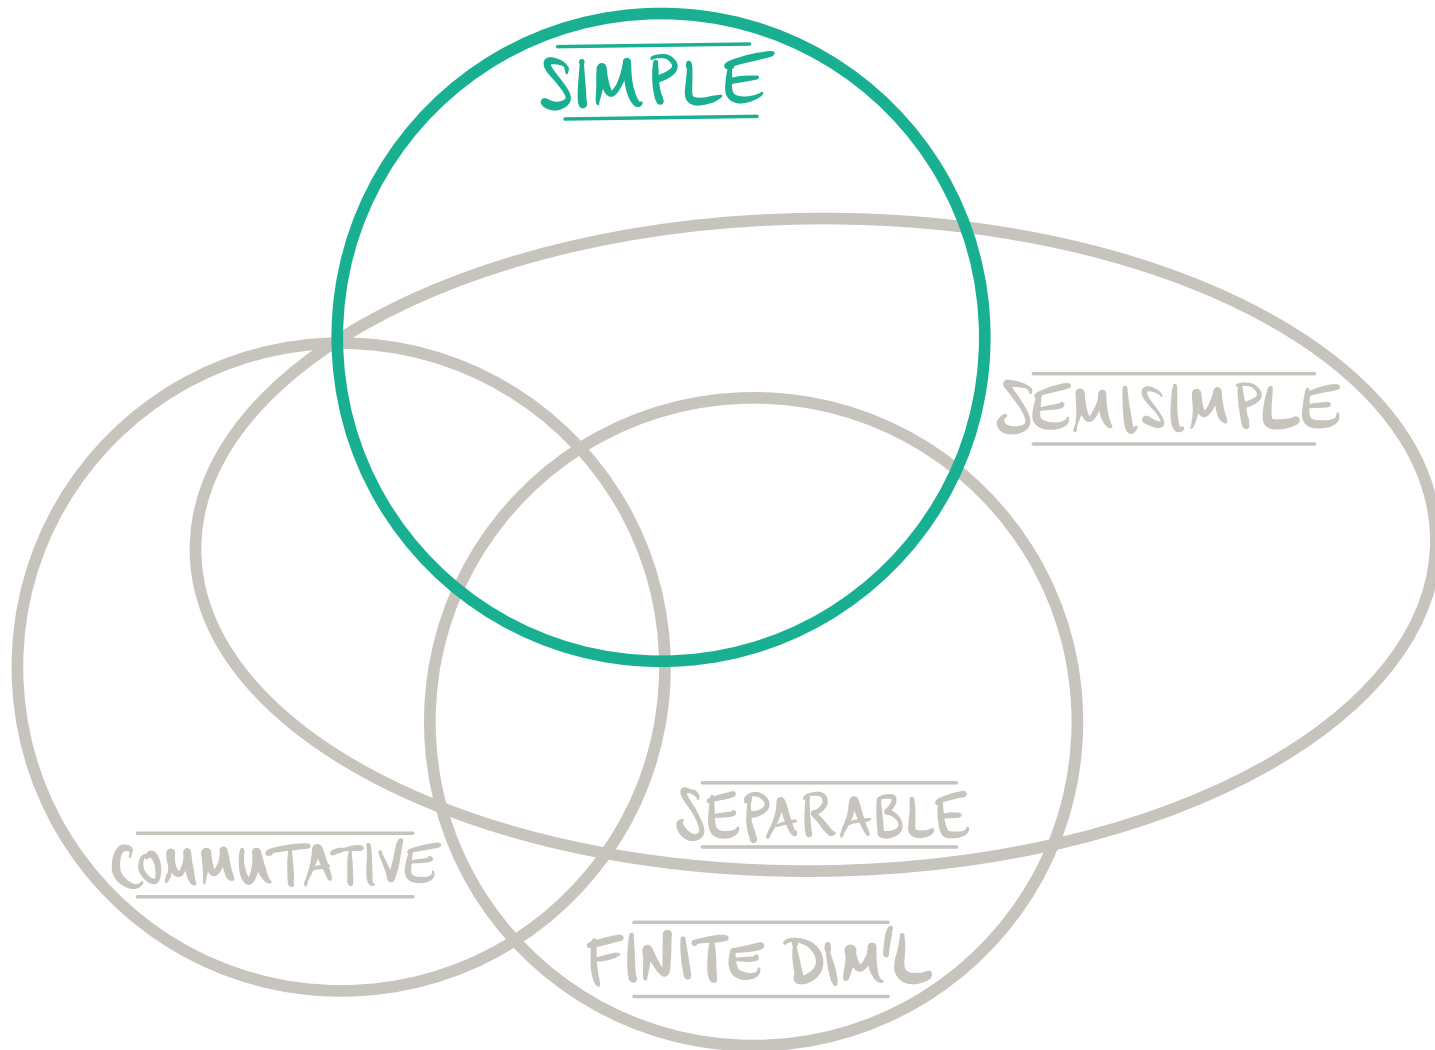 SIMPLE
SEMISIMPLE
SEPARABLE
COMMUTATIVE
FINITE DIM'L